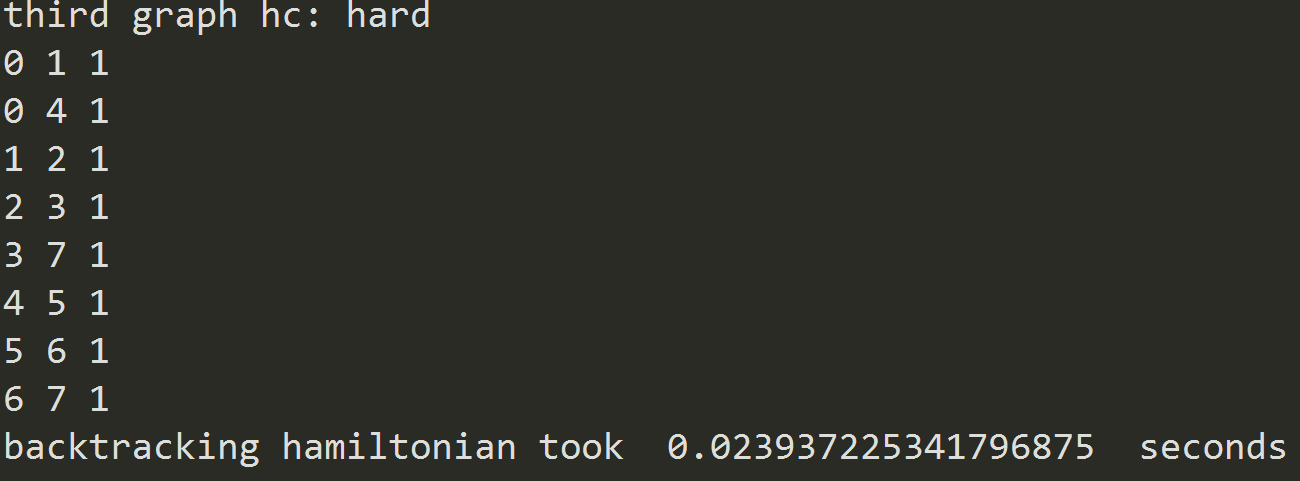 third graph hc: hard
0 1 1
0 4 1
1 2 1
2 3 1
3 7 1
4 5 1
5 6 1
6 7 1
backtracking hamiltonian took  0.023937225341796875  seconds